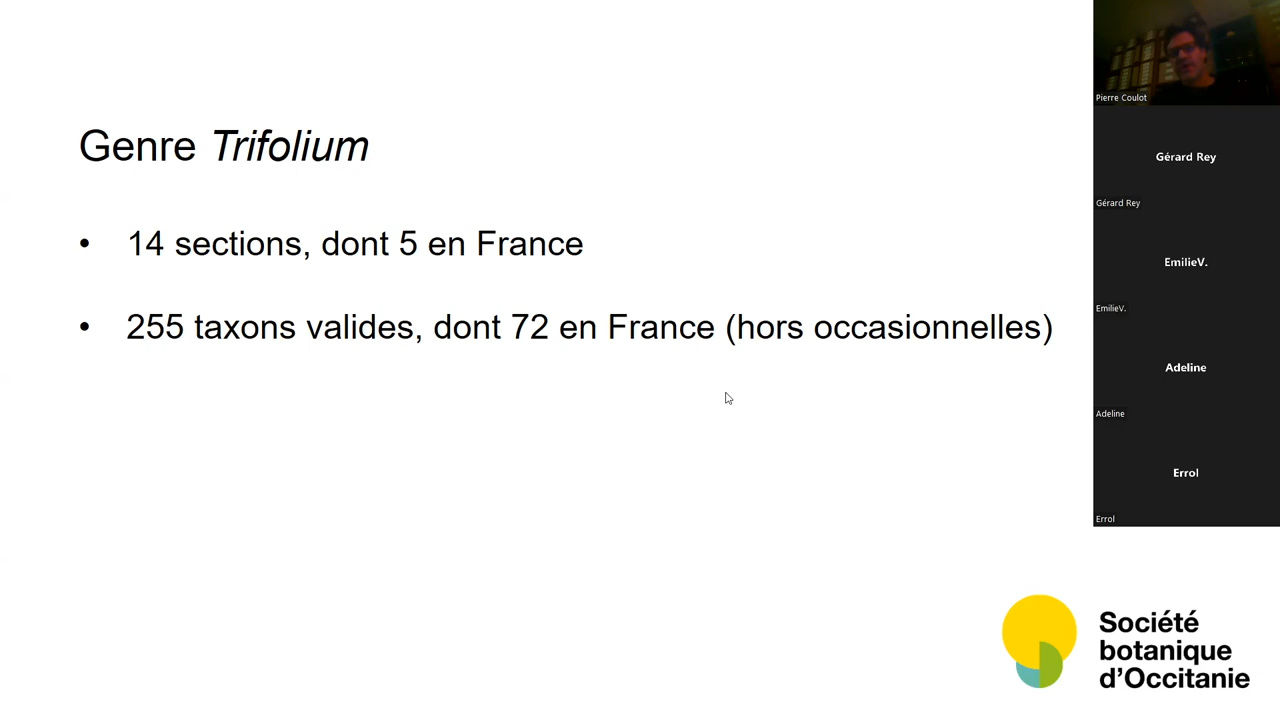 Genre Trifolium
• 14 sections, dont 5 en France
• 255 taxons valides, dont 72 en France (hors occasionnelles)
Pierre Coulot
Gérard Rey
Gérard Rey
EmilieV.
EmilieV.
Adeline
Adeline
Errol
Errol
Société
botanique
d'Occitanie